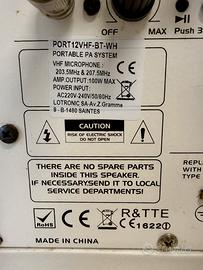 OFF
MAX
Push 3
PORT12VHF-BT-WH
PORTABLE PA SYSTEM
VHF MICROPHONE :
203.5MHz & 207.5MHz
AMP.OUTPUT: 100W MAX
POWER INPUT:
AC220V-240V/50/60Hz
LOTRONIC SA-Av.Z.Gramme
9 - B-1480 SAINTES
CAUTION
RISK OF ELECTRIC SHOCK
DO NOT OPEN
THERE ARE NO SPARE PARTS
INSIDE THIS SPEAKER.
IF NECESSARYSEND IT TO LOCAL
SERVICE DEPARTMENTS!
REPL
WITH
TYPE
RoHS
CE
R&TTE
CE1622
MADE IN CHINA